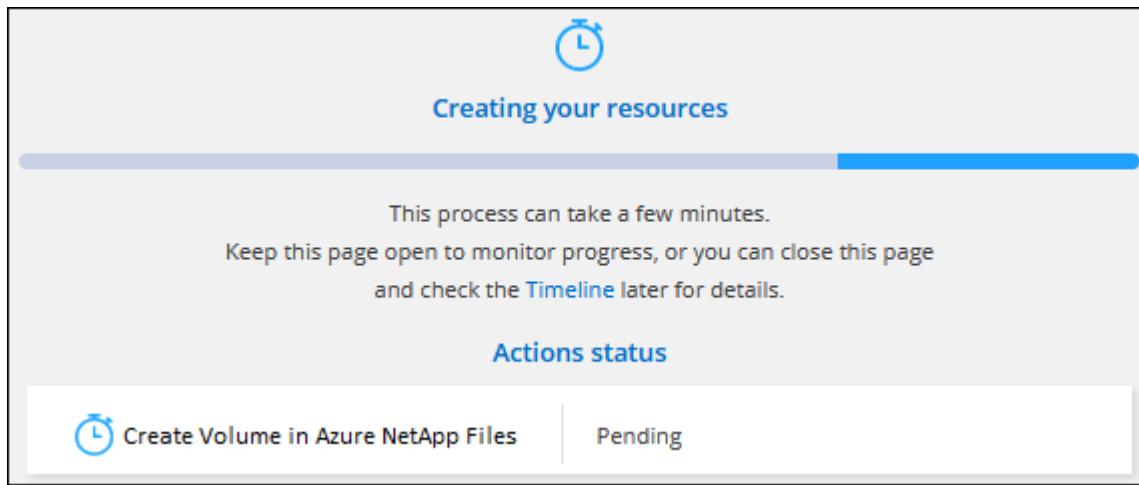 Creating your resources
This process can take a few minutes.
Keep this page open to monitor progress, or you can close this page
and check the Timeline later for details.
Actions status
Create Volume in Azure NetApp Files Pending